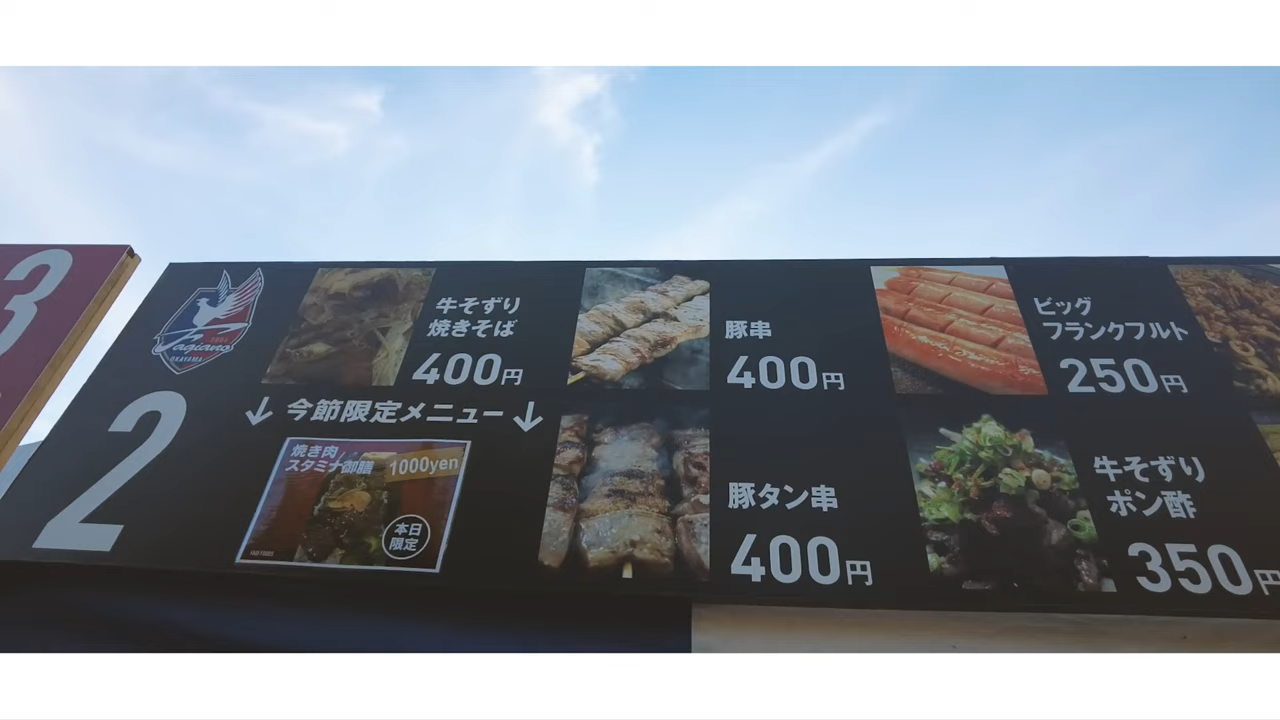 3
2004
Fagiano
OKAYAMA
2
牛そずり
焼きそば
400円
↓ 今節限定メニュー ↓
焼き肉
スタミナ御膳
1000yen
本日
限定
豚串
400円
豚タン串
400円
ビッグ
フランクフルト
250円
牛そずり
ポン酢
350円